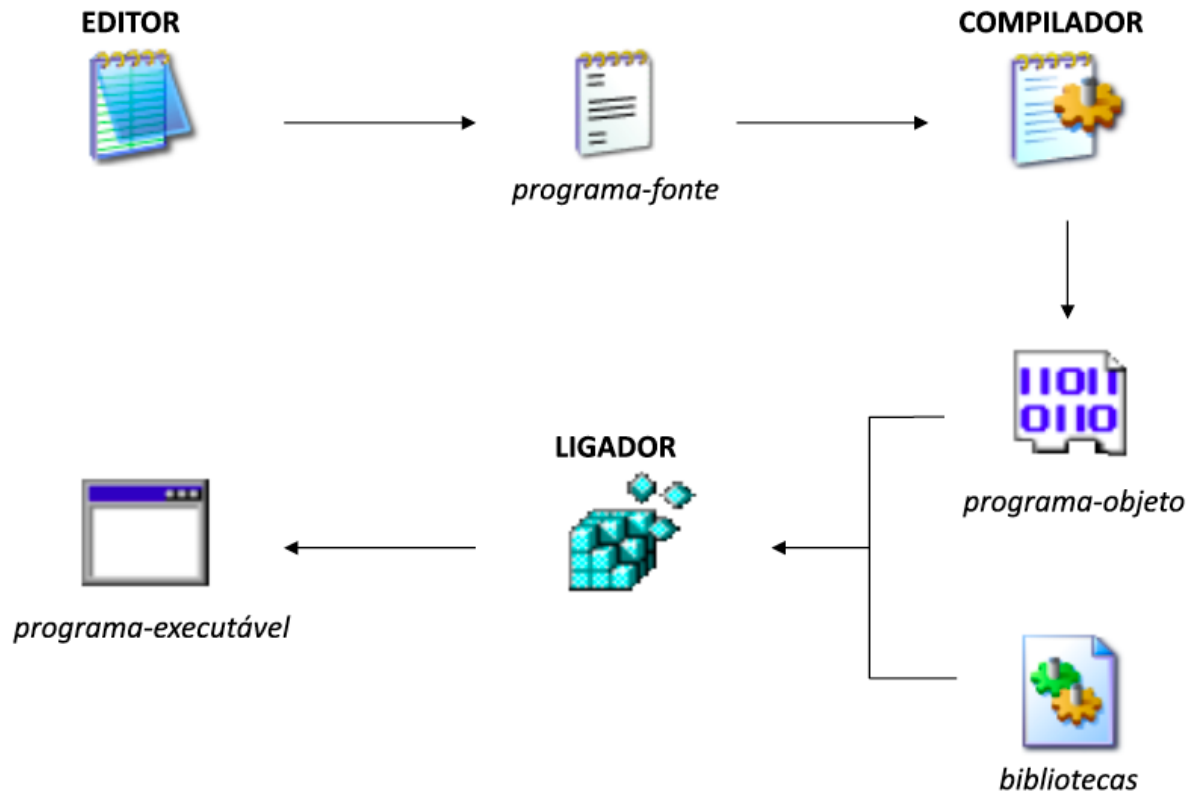 EDITOR
COMPILADOR
programa-fonte
11011
0110
programa-objeto
LIGADOR
programa-executável
bibliotecas